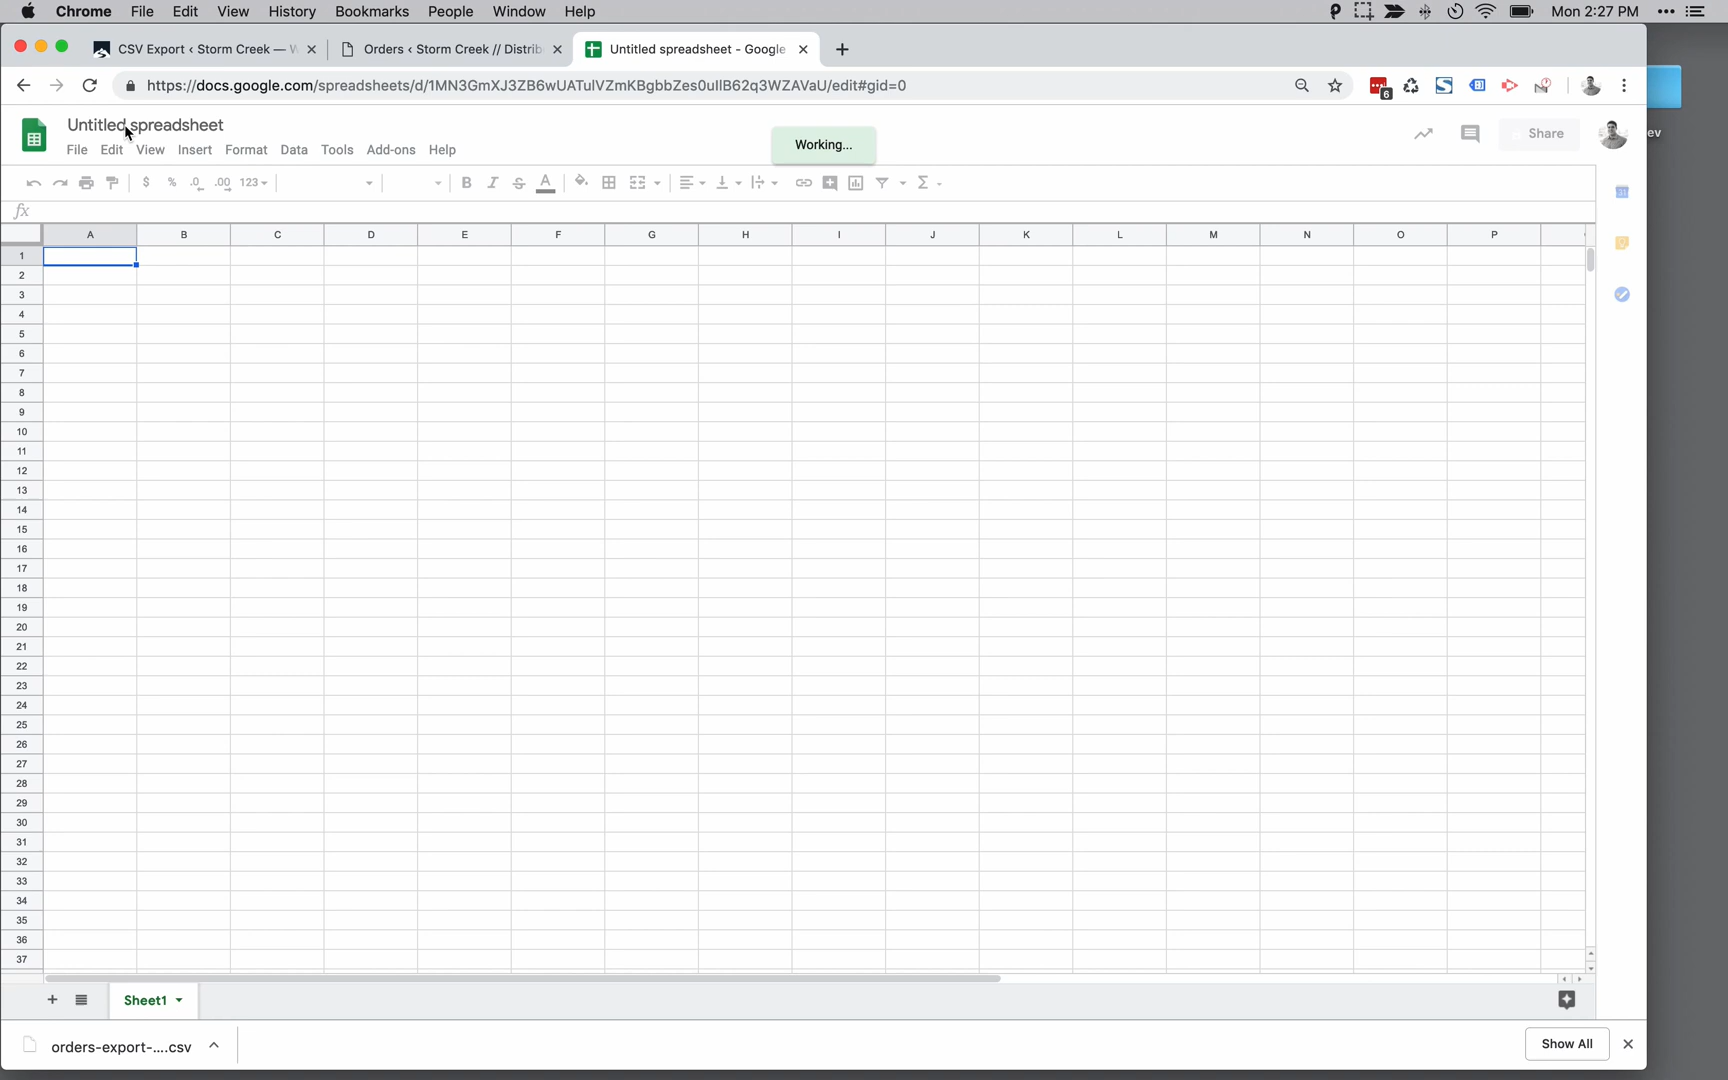 Chrome File Edit View History Bookmarks People Window Help Mon 2:27 PM
CSV Export ‹ Storm Creek — Orders ‹ Storm Creek // Distrib Untitled spreadsheet - Google
https://docs.google.com/spreadsheets/d/1MN3GmXJ3ZB6wUATulVZmKBgbbZes0uIlB62q3WZAVaU/edit#gid=0
6
Untitled spreadsheet
Working...
Share
ev
File Edit View Insert Format Data Tools Add-ons Help
$ % .0 .00 123 B I S A Σ
31
fx
A B C D E F G H I J K L M N O P
1
2
3
4
5
6
7
8
9
10
11
12
13
14
15
16
17
18
19
20
21
22
23
24
25
26
27
28
29
30
31
32
33
34
35
36
37
Sheet1
orders-export-....csv
Show All